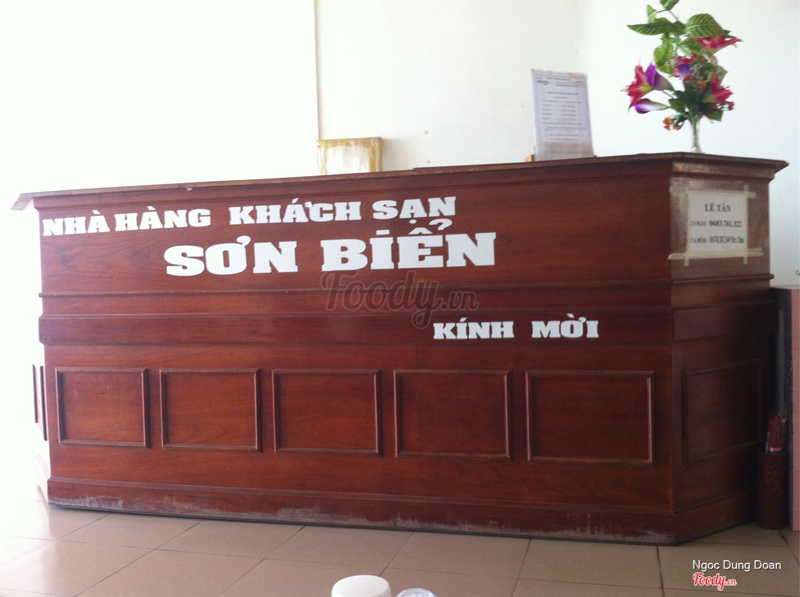 NHÀ HÀNG KHÁCH SẠN
SƠN BIỂN
KÍNH MỜI
LỄ TÂN
Foody.vn
Ngoc Dung Doan
Foody.vn